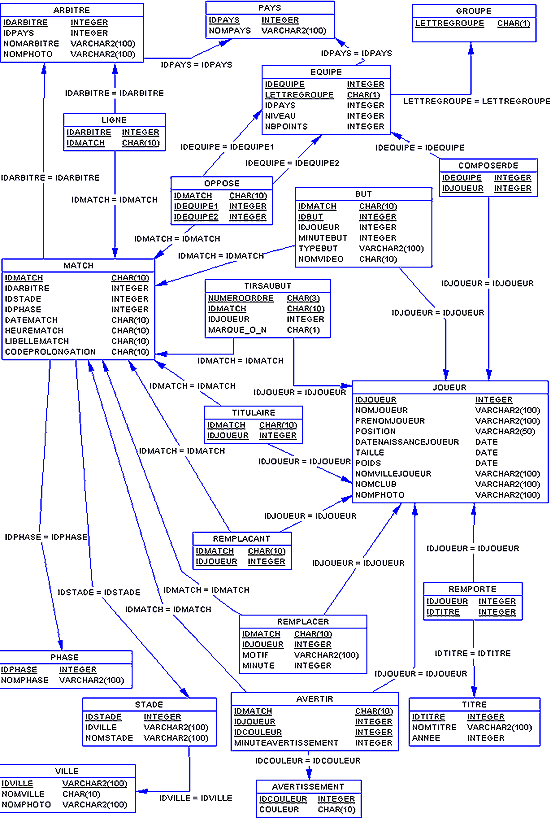 ARBITRE
IDARBITRE INTEGER
IDPAYS INTEGER
NOMARBITRE VARCHAR2(100)
NOMPHOTO VARCHAR2(100)
PAYS
IDPAYS INTEGER
NOMPAYS VARCHAR2(100)
GROUPE
LETTREGROUPE CHAR(1)
IDPAYS = IDPAYS
IDPAYS = IDPAYS
EQUIPE
IDEQUIPE INTEGER
LETTREGROUPE CHAR(1)
IDPAYS INTEGER
NIVEAU INTEGER
NBPOINTS INTEGER
LETTREGROUPE = LETTREGROUPE
IDARBITRE = IDARBITRE
LIGNE
IDARBITRE INTEGER
IDMATCH CHAR(10)
IDEQUIPE = IDEQUIPE1
IDEQUIPE = IDEQUIPE2
IDEQUIPE = IDEQUIPE
COMPOSERDE
IDEQUIPE INTEGER
IDJOUEUR INTEGER
IDARBITRE = IDARBITRE
OPPOSE
IDMATCH CHAR(10)
IDEQUIPE1 INTEGER
IDEQUIPE2 INTEGER
BUT
IDMATCH CHAR(10)
IDBUT INTEGER
IDJOUEUR INTEGER
MINUTEBUT INTEGER
TYPEBUT VARCHAR2(100)
NOMVIDEO CHAR(10)
IDMATCH = IDMATCH
IDMATCH = IDMATCH
IDMATCH = IDMATCH
MATCH
IDMATCH CHAR(10)
IDARBITRE INTEGER
IDSTADE INTEGER
IDPHASE INTEGER
DATEMATCH CHAR(10)
HEUREMATCH CHAR(10)
LIBELLEMATCH CHAR(10)
CODEPROLONGATION CHAR(10)
TIRSAUBUT
NUMEROORDRE CHAR(3)
IDMATCH CHAR(10)
IDJOUEUR INTEGER
MARQUE_O_N CHAR(1)
IDJOUEUR = IDJOUEUR
IDJOUEUR = IDJOUEUR
IDMATCH = IDMATCH
IDJOUEUR = IDJOUEUR
JOUEUR
IDJOUEUR INTEGER
NOMJOUEUR VARCHAR2(100)
PRENOMJOUEUR VARCHAR2(100)
POSITION VARCHAR2(50)
DATENAISSANCEJOUEUR DATE
TAILLE DATE
POIDS DATE
NOMVILLEJOUEUR VARCHAR2(100)
NOMCLUB VARCHAR2(100)
NOMPHOTO VARCHAR2(100)
IDMATCH = IDMATCH
TITULAIRE
IDMATCH CHAR(10)
IDJOUEUR INTEGER
IDMATCH = IDMATCH
IDJOUEUR = IDJOUEUR
IDJOUEUR = IDJOUEUR
REMPLACANT
IDMATCH CHAR(10)
IDJOUEUR INTEGER
IDPHASE = IDPHASE
IDJOUEUR = IDJOUEUR
IDJOUEUR = IDJOUEUR
IDSTADE = IDSTADE
IDMATCH = IDMATCH
IDMATCH = IDMATCH
REMPORTE
IDJOUEUR INTEGER
IDTITRE INTEGER
REMPLACER
IDMATCH CHAR(10)
IDJOUEUR INTEGER
MOTIF VARCHAR2(100)
MINUTE INTEGER
PHASE
IDPHASE INTEGER
NOMPHASE VARCHAR2(100)
IDTITRE = IDTITRE
IDJOUEUR = IDJOUEUR
STADE
IDSTADE INTEGER
IDVILLE VARCHAR2(100)
NOMSTADE VARCHAR2(100)
AVERTIR
IDMATCH CHAR(10)
IDJOUEUR INTEGER
IDCOULEUR INTEGER
MINUTEAVERTISSEMENT INTEGER
TITRE
IDTITRE INTEGER
NOMTITRE VARCHAR2(100)
ANNEE INTEGER
IDCOULEUR = IDCOULEUR
VILLE
IDVILLE VARCHAR2(100)
NOMVILLE CHAR(10)
NOMPHOTO VARCHAR2(100)
IDVILLE = IDVILLE
AVERTISSEMENT
IDCOULEUR INTEGER
COULEUR CHAR(10)